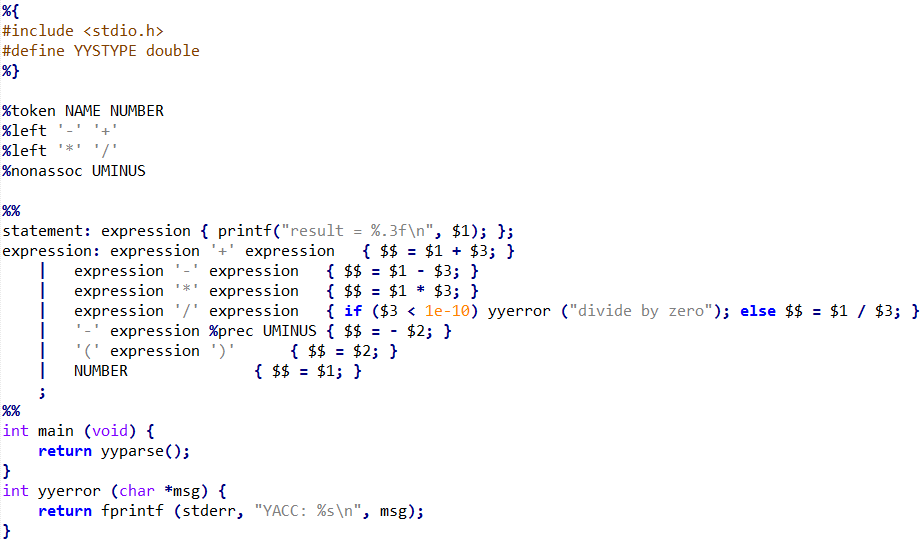 %{
#include <stdio.h>
#define YYSTYPE double
%}

%token NAME NUMBER
%left '-' '+'
%left '*' '/'
%nonassoc UMINUS

%%
statement: expression { printf("result = %.3f\n", $1); };
expression: expression '+' expression   { $$ = $1 + $3; }
    |   expression '-' expression   { $$ = $1 - $3; }
    |   expression '*' expression   { $$ = $1 * $3; }
    |   expression '/' expression   { if ($3 < 1e-10) yyerror ("divide by zero"); else $$ = $1 / $3; }
    |   '-' expression %prec UMINUS { $$ = - $2; }
    |   '(' expression ')'      { $$ = $2; }
    |   NUMBER              { $$ = $1; }
    ;
%%
int main (void) {
    return yyparse();
}
int yyerror (char *msg) {
    return fprintf (stderr, "YACC: %s\n", msg);
}